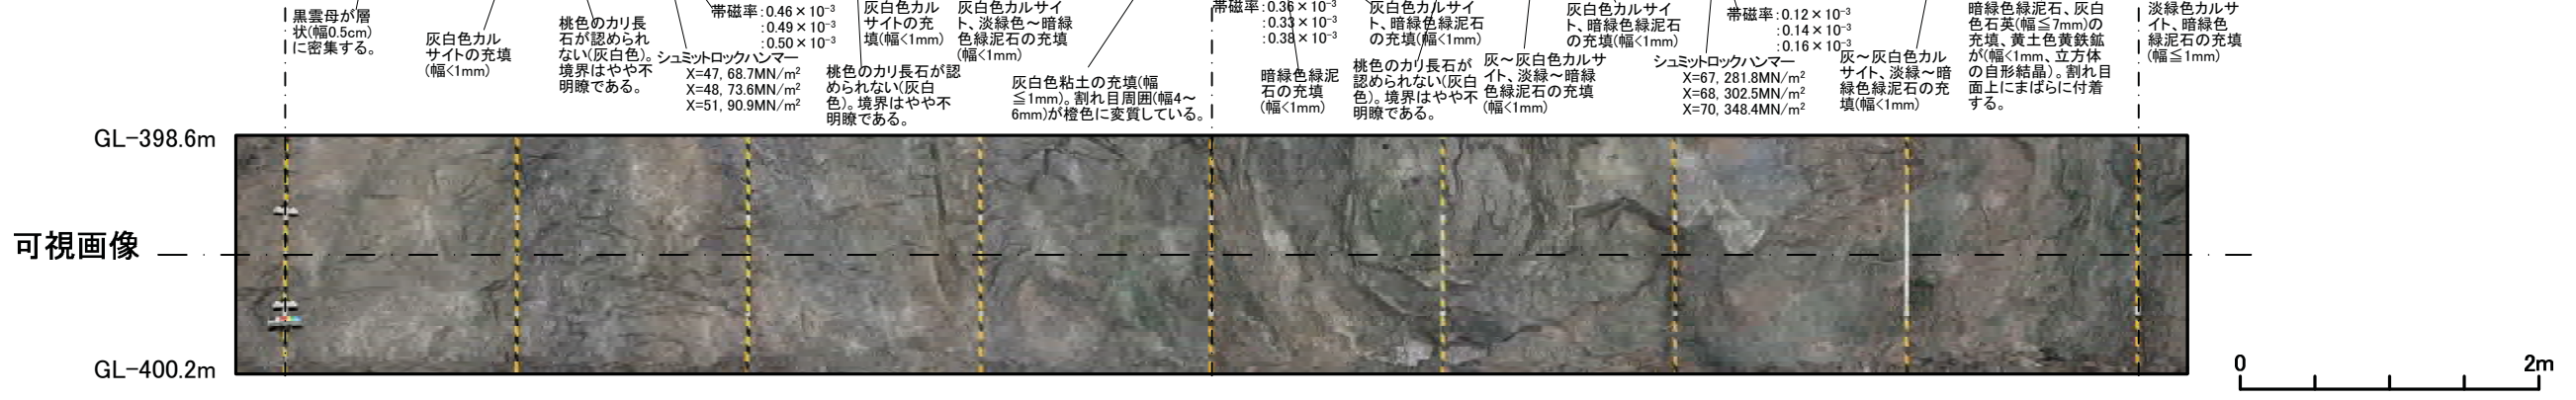 黒雲母が層
状(幅0.5cm)
に密集する。
灰白色カル
サイトの充填
(幅<1mm)
桃色のカリ長
石が認められ
ない(灰白色)。
境界はやや不
明瞭である。
帯磁率:0.46×10⁻³
:0.49×10⁻³
:0.50×10⁻³
シュミットロックハンマー
X=47, 68.7MN/m²
X=48, 73.6MN/m²
X=51, 90.9MN/m²
灰白色カル
サイトの充
填(幅<1mm)
桃色のカリ長石が認
められない(灰白
色)。境界はやや不
明瞭である。
灰白色カルサイ
ト、淡緑色~暗緑
色緑泥石の充填
(幅<1mm)
灰白色粘土の充填(幅
≦1mm)。割れ目周囲(幅4~
6mm)が橙色に変質している。
帯磁率:0.36×10⁻³
:0.33×10⁻³
:0.38×10⁻³
暗緑色緑泥
石の充填
(幅<1mm)
灰白色カルサイ
ト、暗緑色緑泥石
の充填(幅<1mm)
桃色のカリ長石が
認められない(灰白
色)。境界はやや不
明瞭である。
灰~灰白色カルサ
イト、淡緑~暗緑
色緑泥石の充填
(幅<1mm)
灰白色カルサイ
ト、暗緑色緑泥石
の充填(幅<1mm)
シュミットロックハンマー
X=67, 281.8MN/m²
X=68, 302.5MN/m²
X=70, 348.4MN/m²
帯磁率:0.12×10⁻³
:0.14×10⁻³
:0.16×10⁻³
灰~灰白色カル
サイト、淡緑~暗
緑色緑泥石の充
填(幅<1mm)
暗緑色緑泥石、灰白
色石英(幅≦7mm)の
充填、黄土色黄鉄鉱
が(幅<1mm、立方体
の自形結晶)。割れ目
面上にまばらに付着
する。
淡緑色カルサ
イト、暗緑色
緑泥石の充填
(幅≦1mm)
GL-398.6m
可視画像
GL-400.2m
0 2m